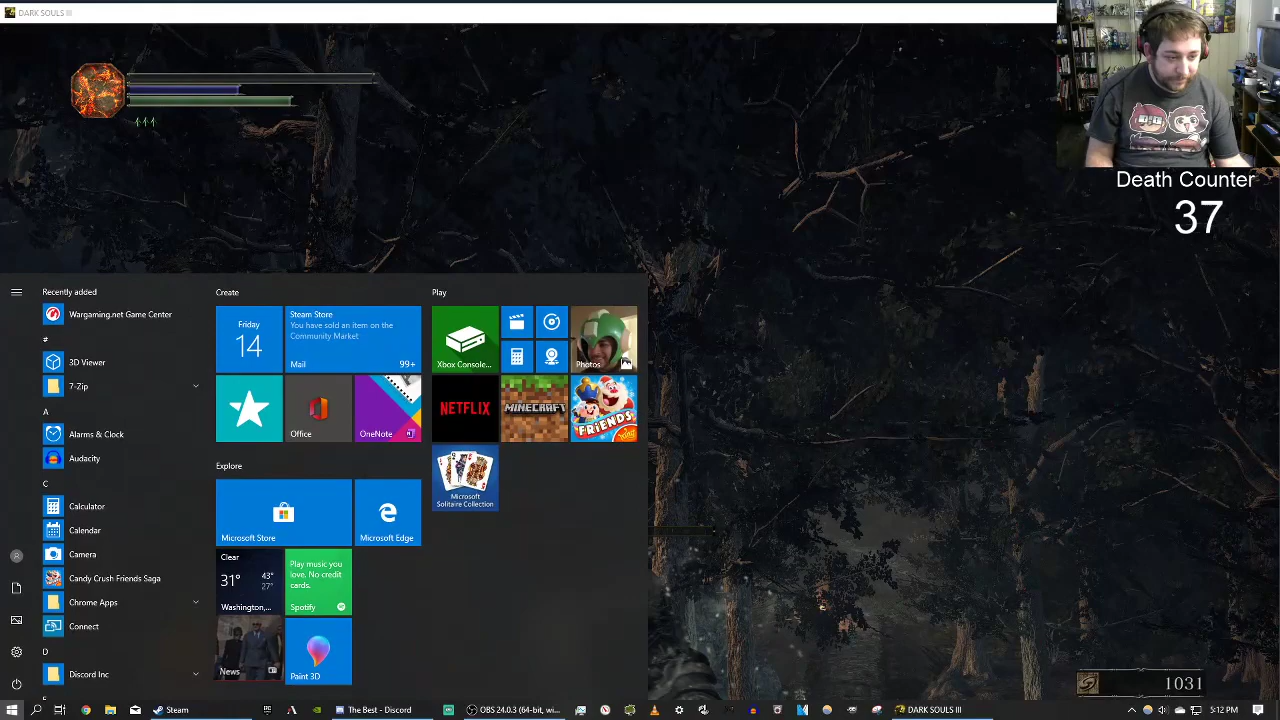 DARK SOULS III
Death Counter
37
Recently added
Wargaming.net Game Center
#
3D Viewer
7-Zip
A
Alarms & Clock
Audacity
C
Calculator
Calendar
Camera
Candy Crush Friends Saga
Chrome Apps
Connect
D
Discord Inc
Create
Friday
14
Steam Store
You have sold an item on the
Community Market
Mail
99+
Office
OneNote
Explore
Microsoft Store
Microsoft Edge
Clear
31°
43°
27°
Washington,...
Play music you
love. No credit
cards.
Spotify
News
Paint 3D
Play
Xbox Console...
Photos
NETFLIX
MINECRAFT
FRIENDS
King
Microsoft
Solitaire Collection
1031
Steam
The Best - Discord
OBS 24.0.3 (64-bit, wi...
DARK SOULS III
5:12 PM